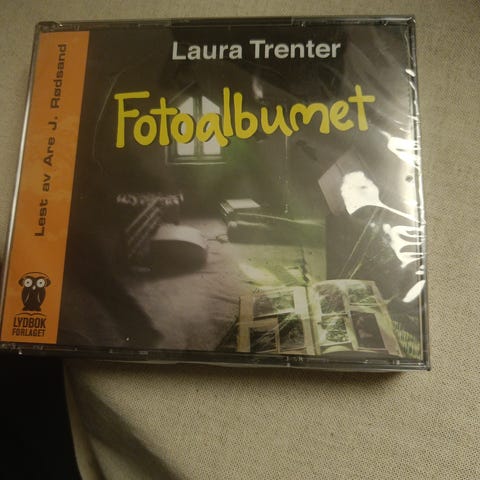 Laura Trenter
Fotoalbumet
Lest av Are J. Rødsand
LYDBOK
FORLAGET